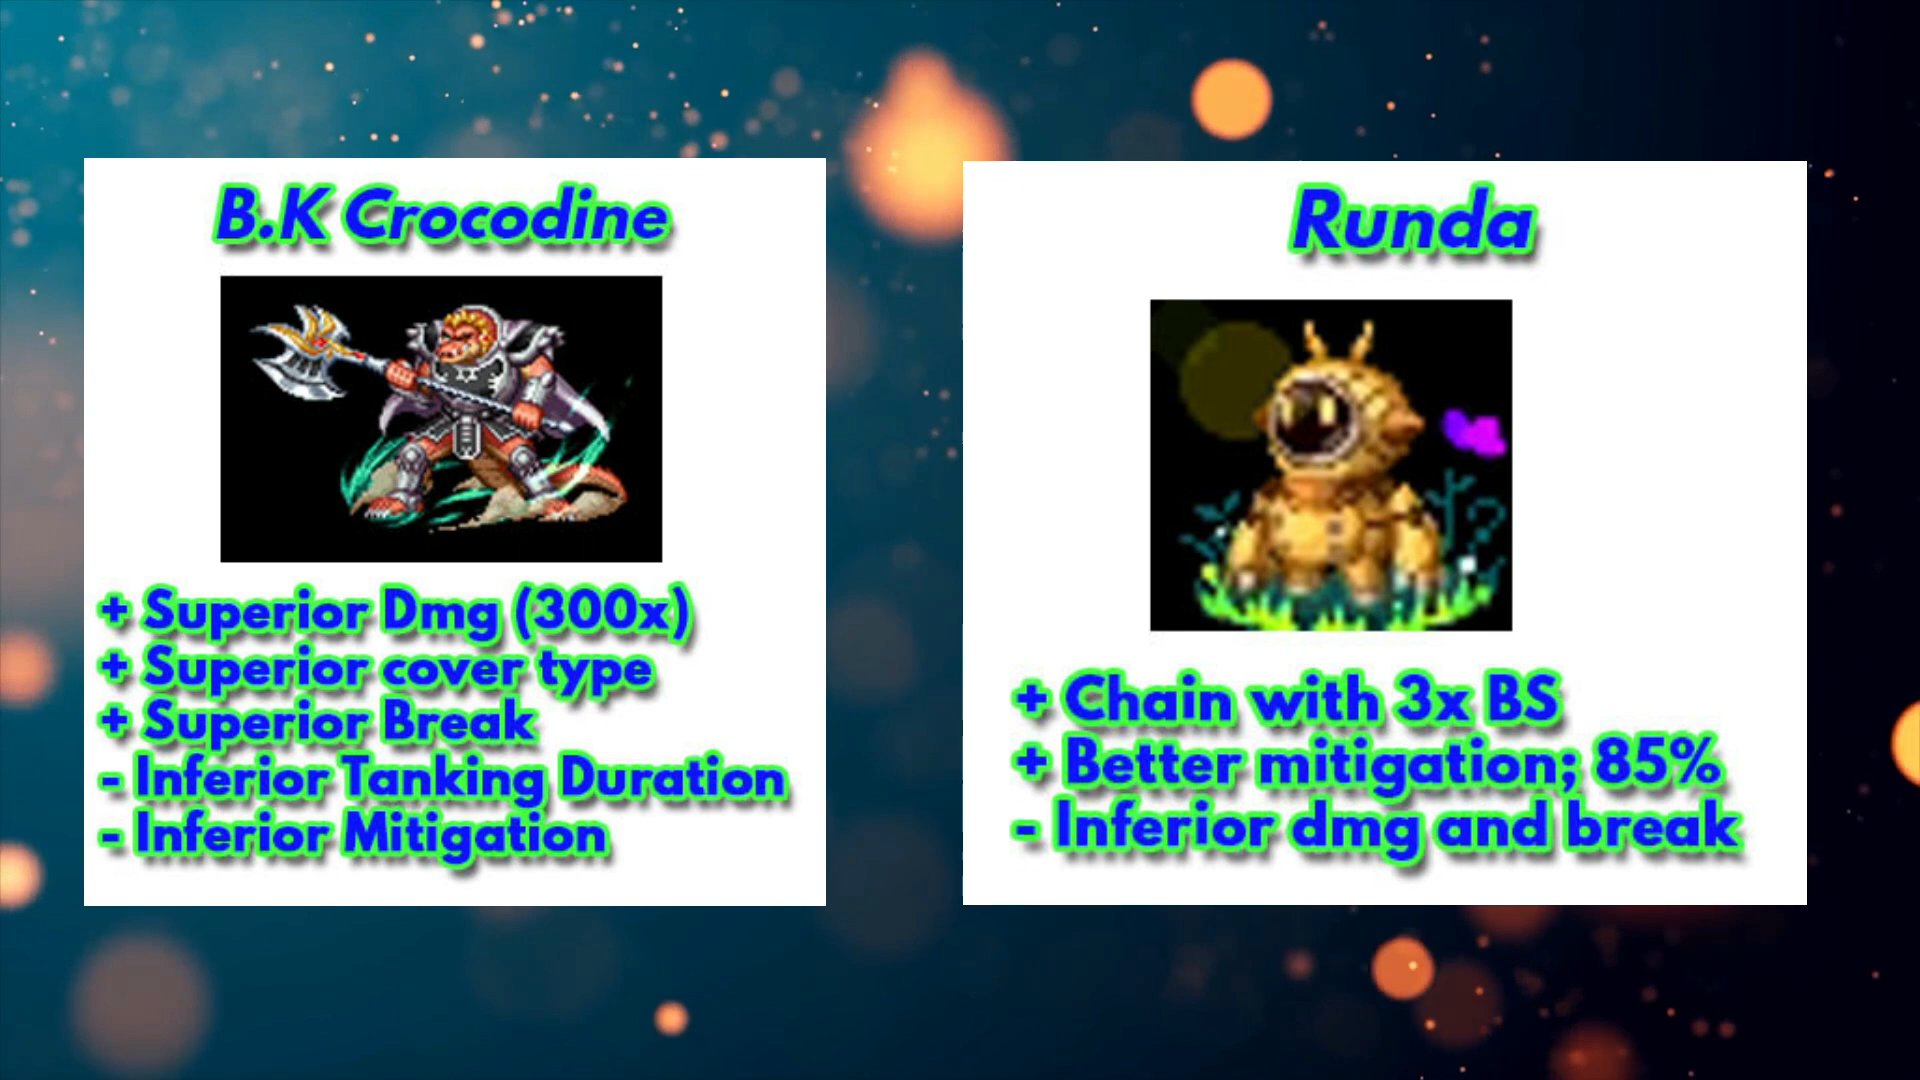 B.K Crocodine
+ Superior Dmg (300x)
+ Superior cover type
+ Superior Break
- Inferior Tanking Duration
- Inferior Mitigation
Runda
+ Chain with 3x BS
+ Better mitigation; 85%
- Inferior dmg and break